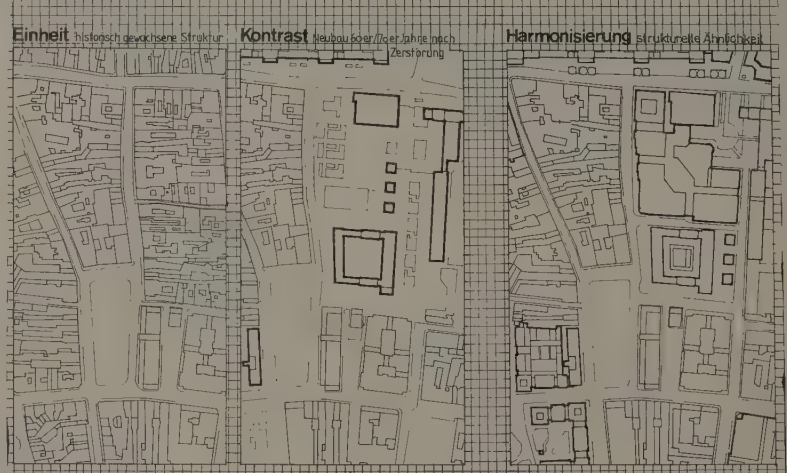 Einheit historisch gewachsene Struktur
Kontrast Neubau 60er/70er Jahre nach
Zerstörung
Harmonisierung strukturelle Ähnlichkeit